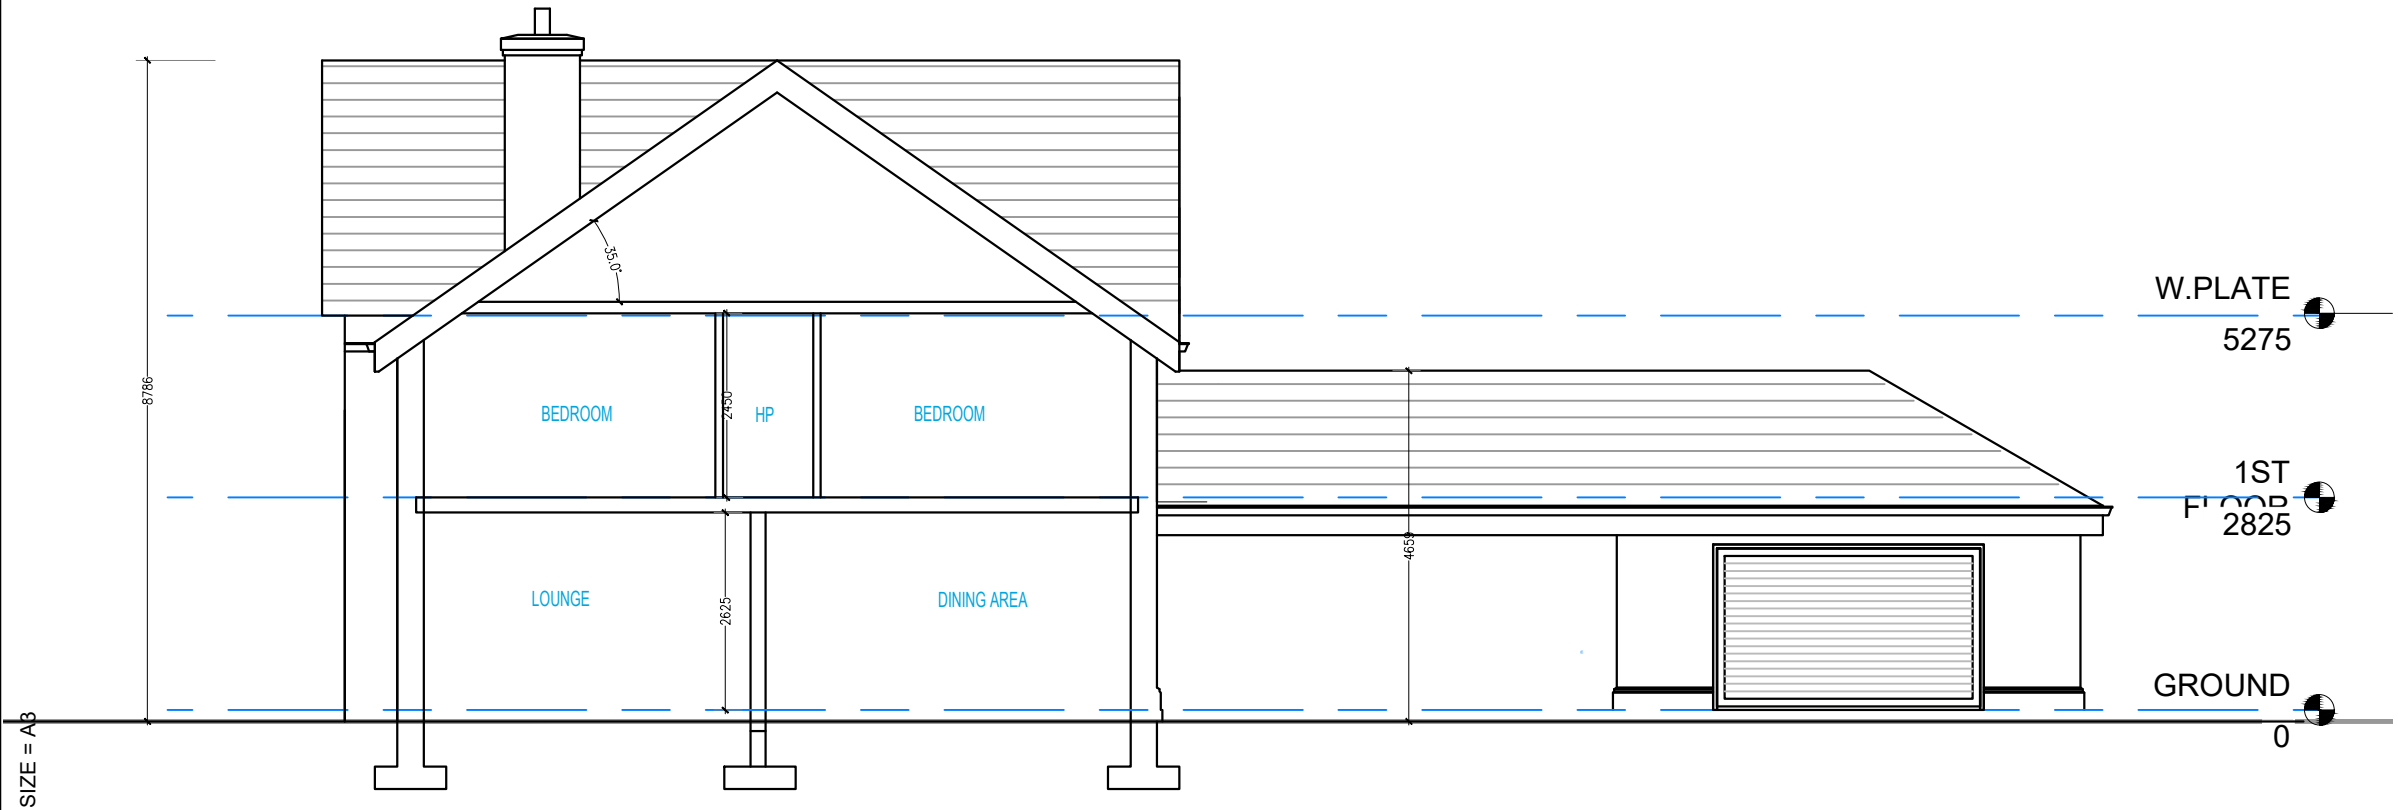 W.PLATE
5275
35.0°
8786
BEDROOM
2450
HP
BEDROOM
1ST
FLOOR
2825
4659
LOUNGE
2625
DINING AREA
GROUND
0
SIZE = A3